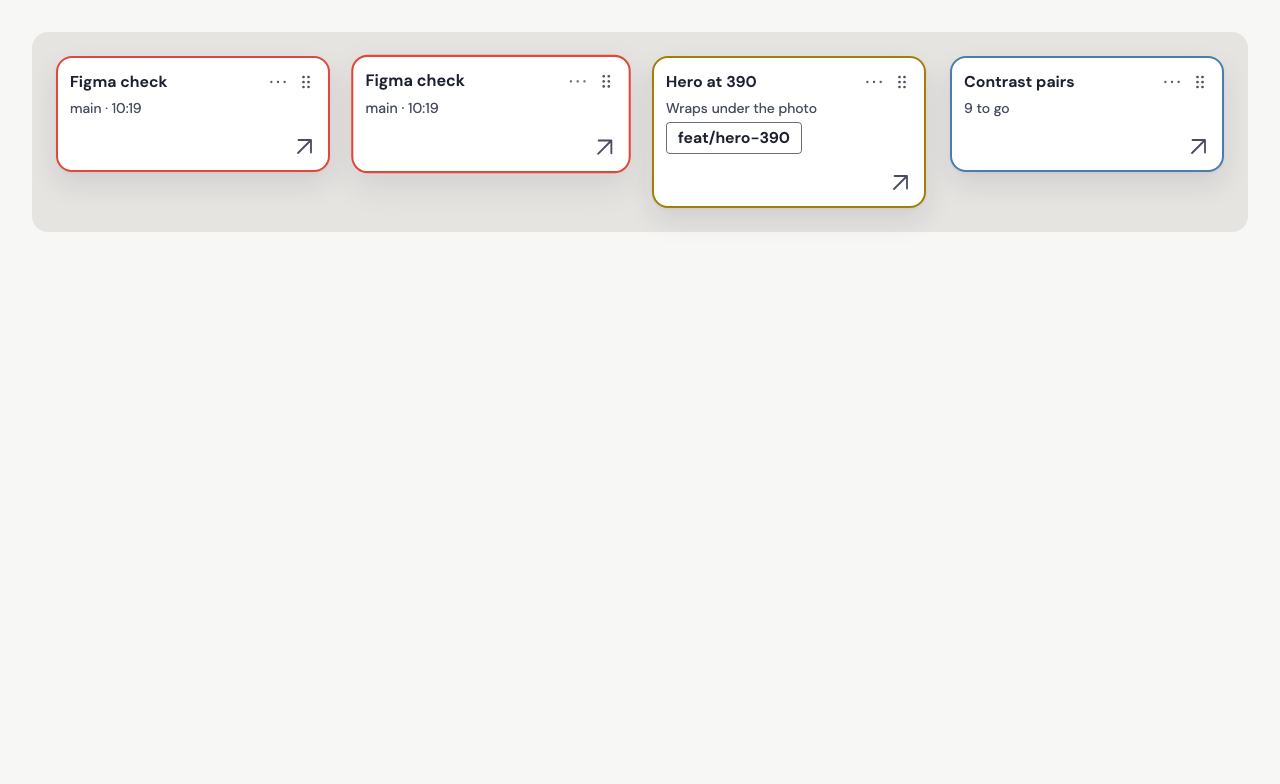 Figma check
main · 10:19
Figma check
main · 10:19
Hero at 390
Wraps under the photo
feat/hero-390
Contrast pairs
9 to go